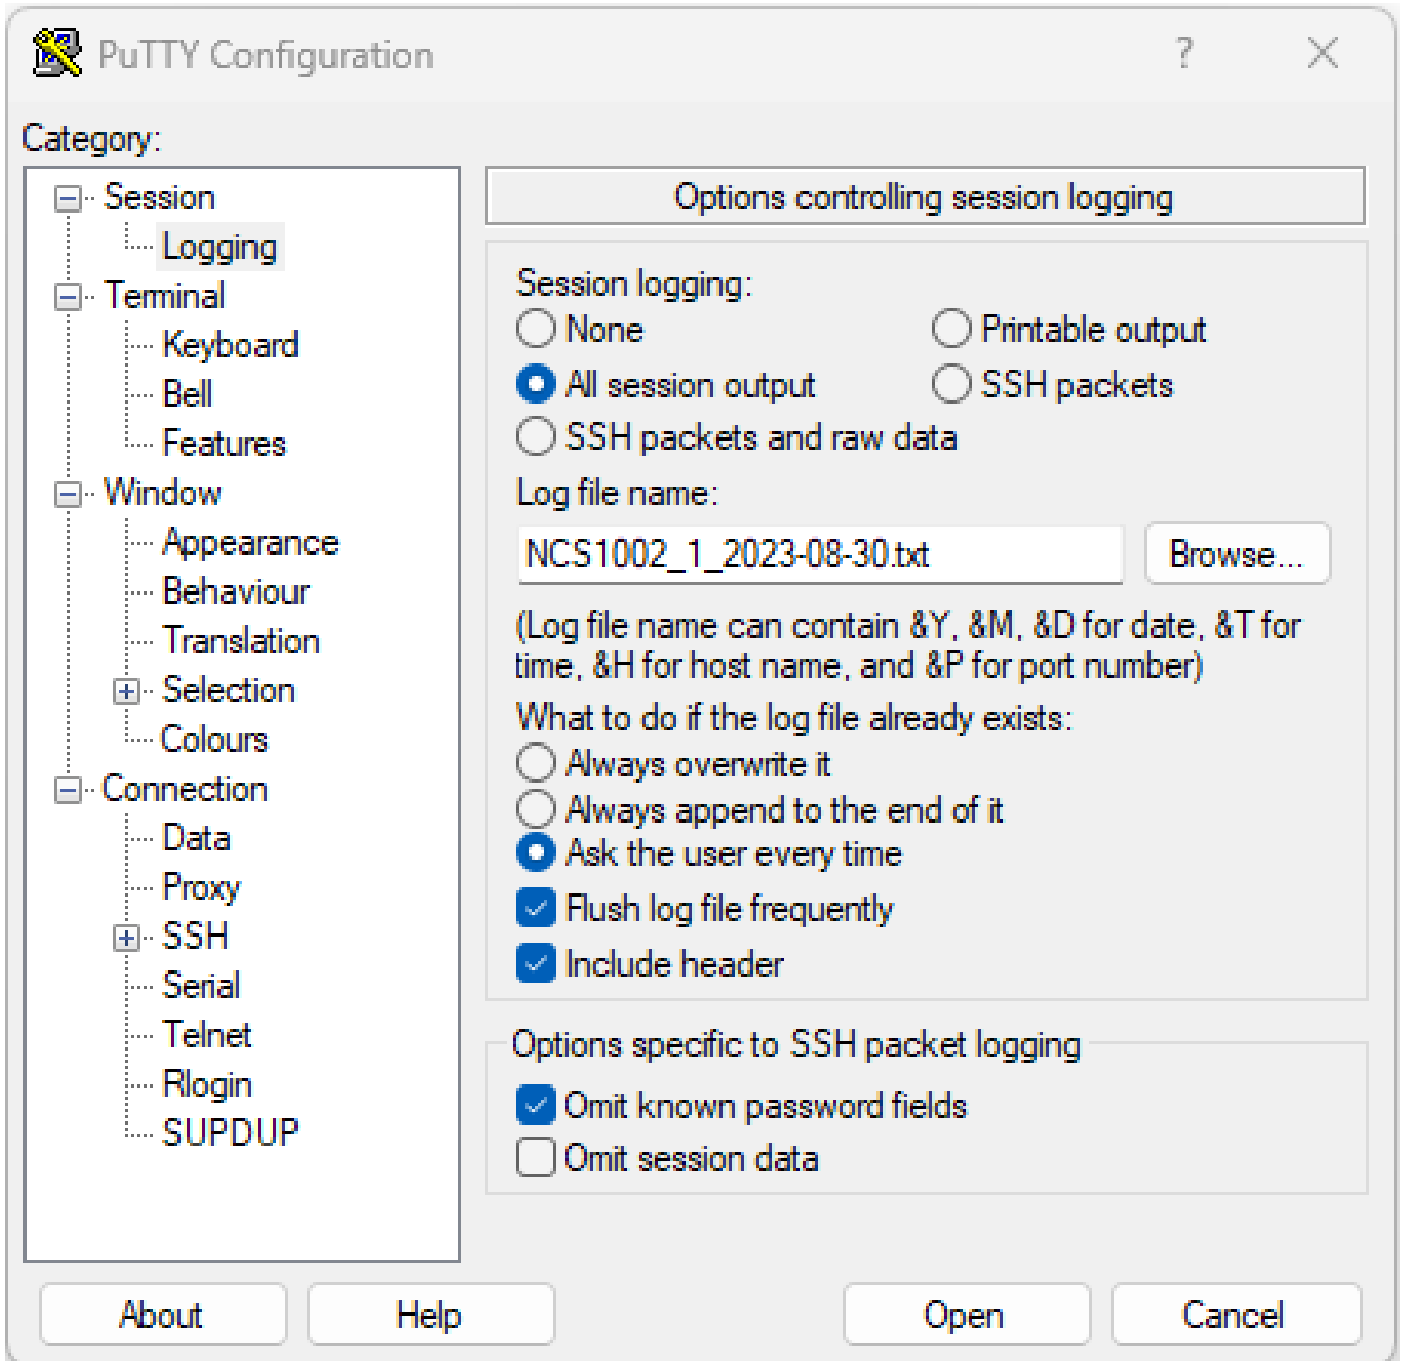 PuTTY Configuration
?
Category:
Session
Logging
Terminal
Keyboard
Bell
Features
Window
Appearance
Behaviour
Translation
Selection
Colours
Connection
Data
Proxy
SSH
Serial
Telnet
Rlogin
SUPDUP
Options controlling session logging
Session logging:
None
Printable output
All session output
SSH packets
SSH packets and raw data
Log file name:
NCS1002_1_2023-08-30.txt
Browse...
(Log file name can contain &Y, &M, &D for date, &T for
time, &H for host name, and &P for port number)
What to do if the log file already exists:
Always overwrite it
Always append to the end of it
Ask the user every time
Flush log file frequently
Include header
Options specific to SSH packet logging
Omit known password fields
Omit session data
About
Help
Open
Cancel